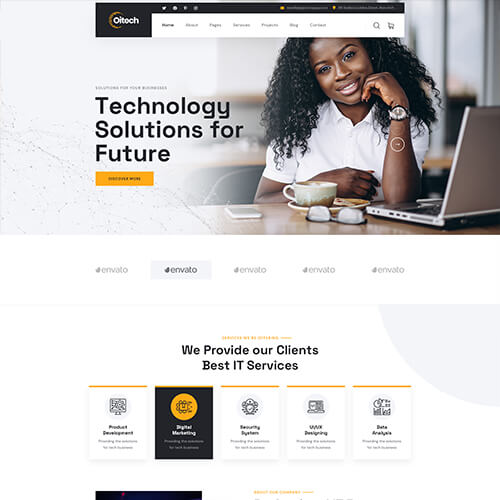 Oitech
Home About Pages Services Projects Blog Contact
SOLUTIONS FOR YOUR BUSINESSES
Technology
Solutions for
Future
DISCOVER MORE
envato envato envato envato envato
SERVICES WE'RE OFFERING
We Provide our Clients
Best IT Services
Product
Development
Providing the solutions
for tech business
Digital
Marketing
Providing the solutions
for tech business
Security
System
Providing the solutions
for tech business
UI/UX
Designing
Providing the solutions
for tech business
Data
Analysis
Providing the solutions
for tech business
ABOUT OUR COMPANY